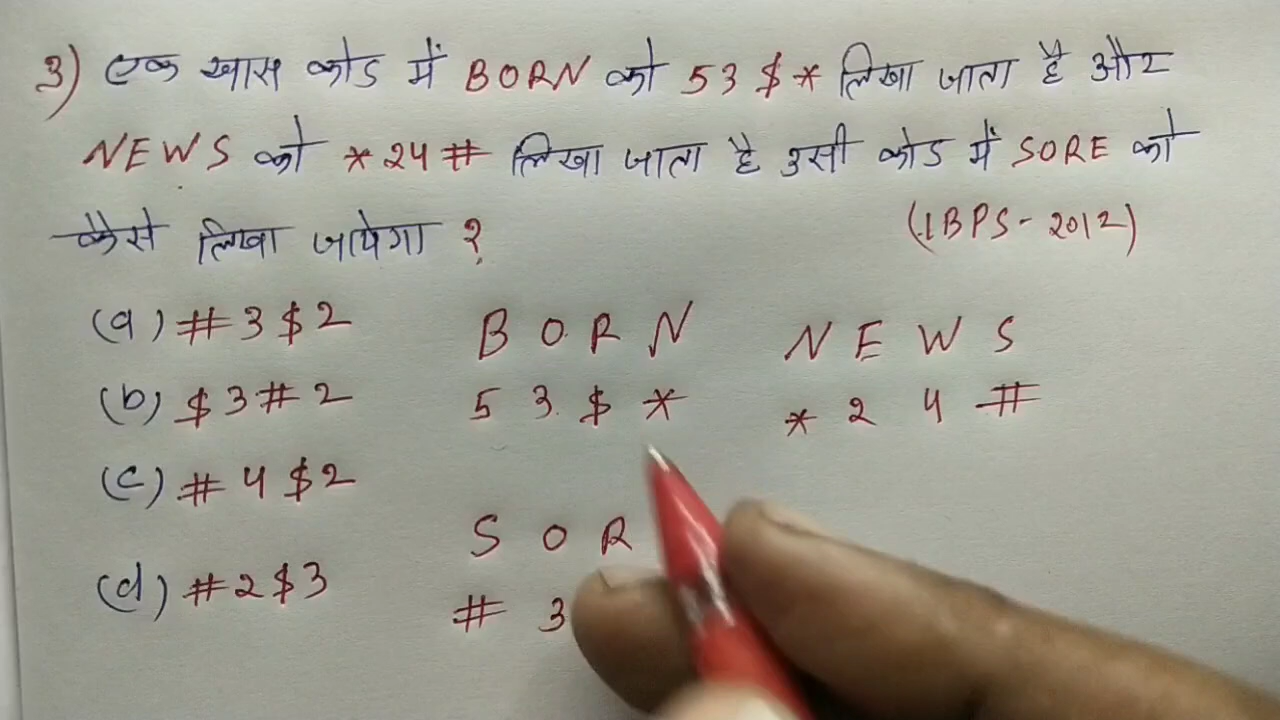 3) एक खास कोड में BORN को 53$* लिखा जाता है और
NEWS को *24# लिखा जाता है उसी कोड में SORE को
कैसे लिखा जायेगा ?
(IBPS-2012)
(a) #3$2
(b) $3#2
(c) #4$2
(d) #2$3
B O R N
5 3 $ *
N E W S
* 2 4 #
S O R
# 3